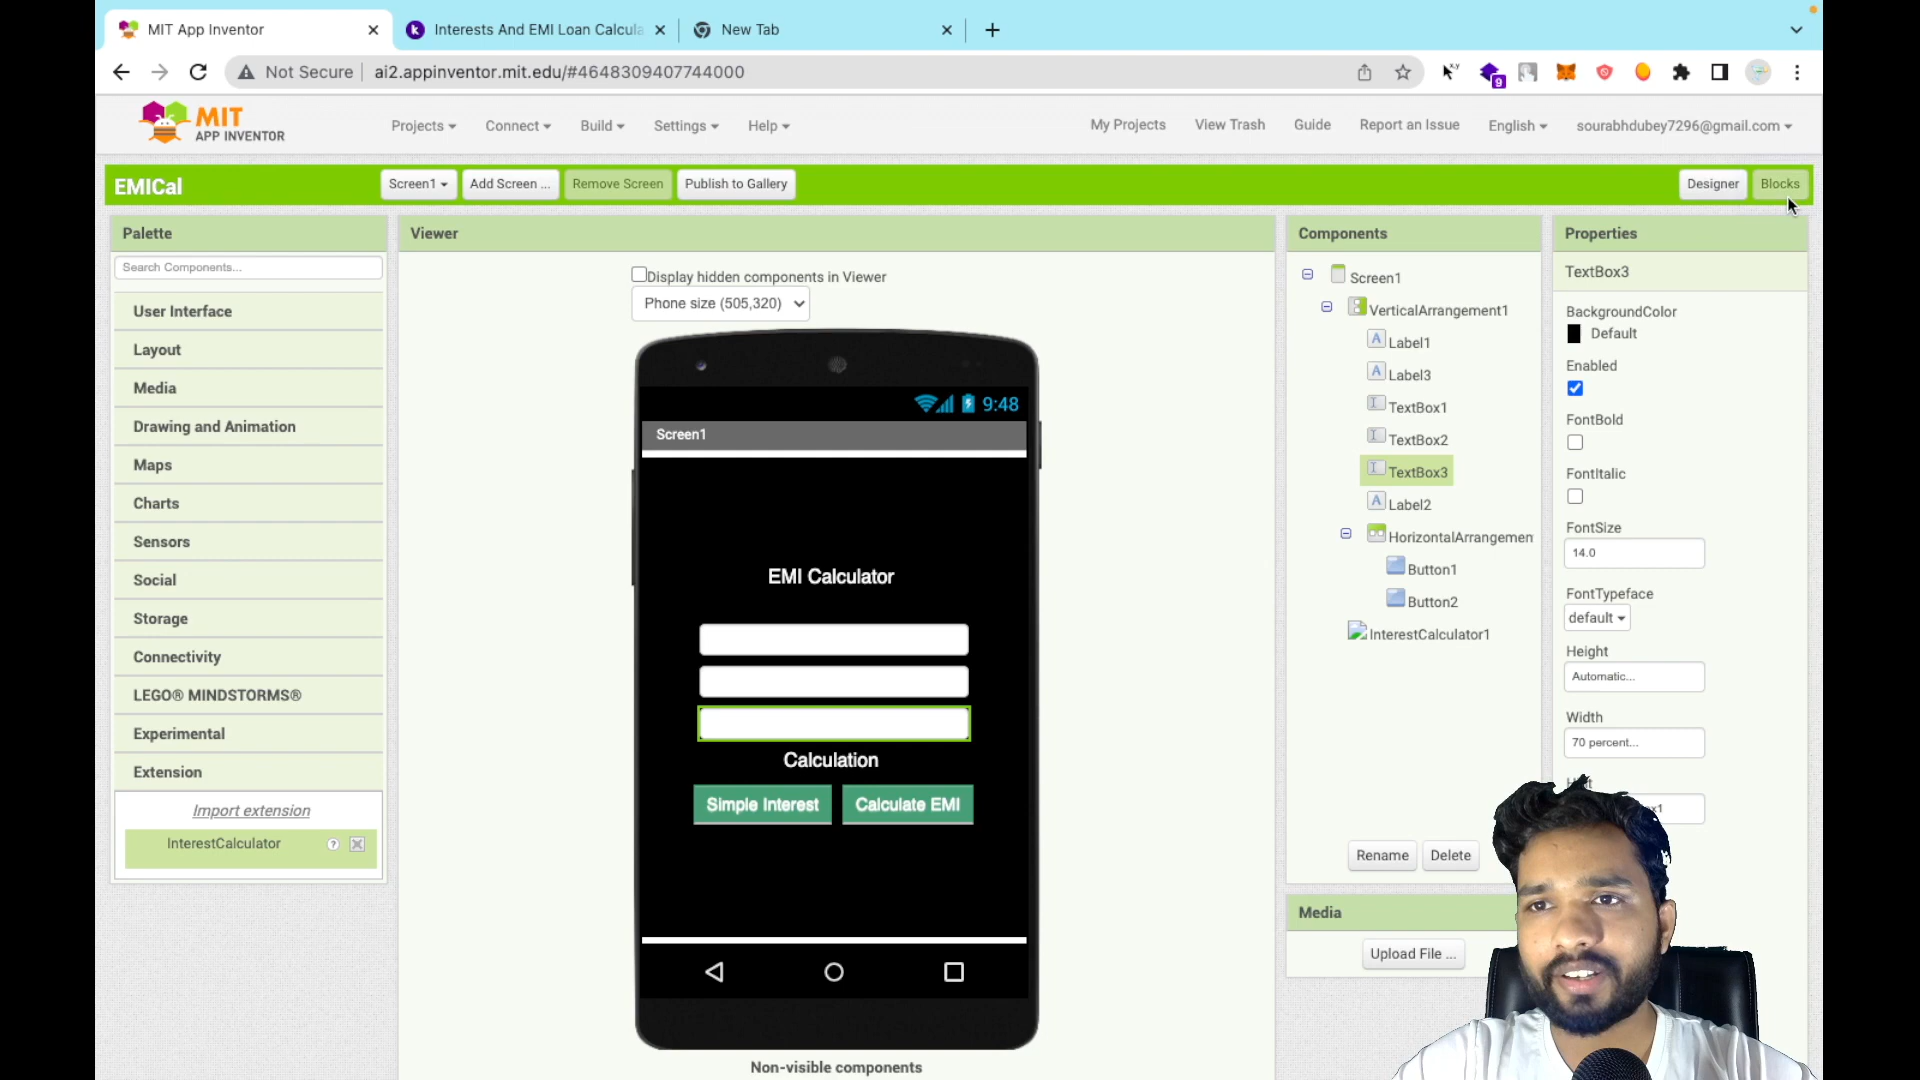 MIT App Inventor
Interests And EMI Loan Calcula
New Tab
Not Secure
ai2.appinventor.mit.edu/#4648309407744000
9
MIT
APP INVENTOR
Projects
Connect
Build
Settings
Help
My Projects
View Trash
Guide
Report an Issue
English
sourabhdubey7296@gmail.com
EMICal
Screen1
Add Screen ...
Remove Screen
Publish to Gallery
Designer
Blocks
Palette
Search Components...
User Interface
Layout
Media
Drawing and Animation
Maps
Charts
Sensors
Social
Storage
Connectivity
LEGO® MINDSTORMS®
Experimental
Extension
Import extension
InterestCalculator
?
Viewer
Display hidden components in Viewer
Phone size (505,320)
9:48
Screen1
EMI Calculator
Calculation
Simple Interest
Calculate EMI
Non-visible components
Components
Screen1
VerticalArrangement1
Label1
Label3
TextBox1
TextBox2
TextBox3
Label2
HorizontalArrangemen
Button1
Button2
InterestCalculator1
Rename
Delete
Media
Upload File ...
Properties
TextBox3
BackgroundColor
Default
Enabled
FontBold
FontItalic
FontSize
14.0
FontTypeface
default
Height
Automatic...
Width
70 percent...